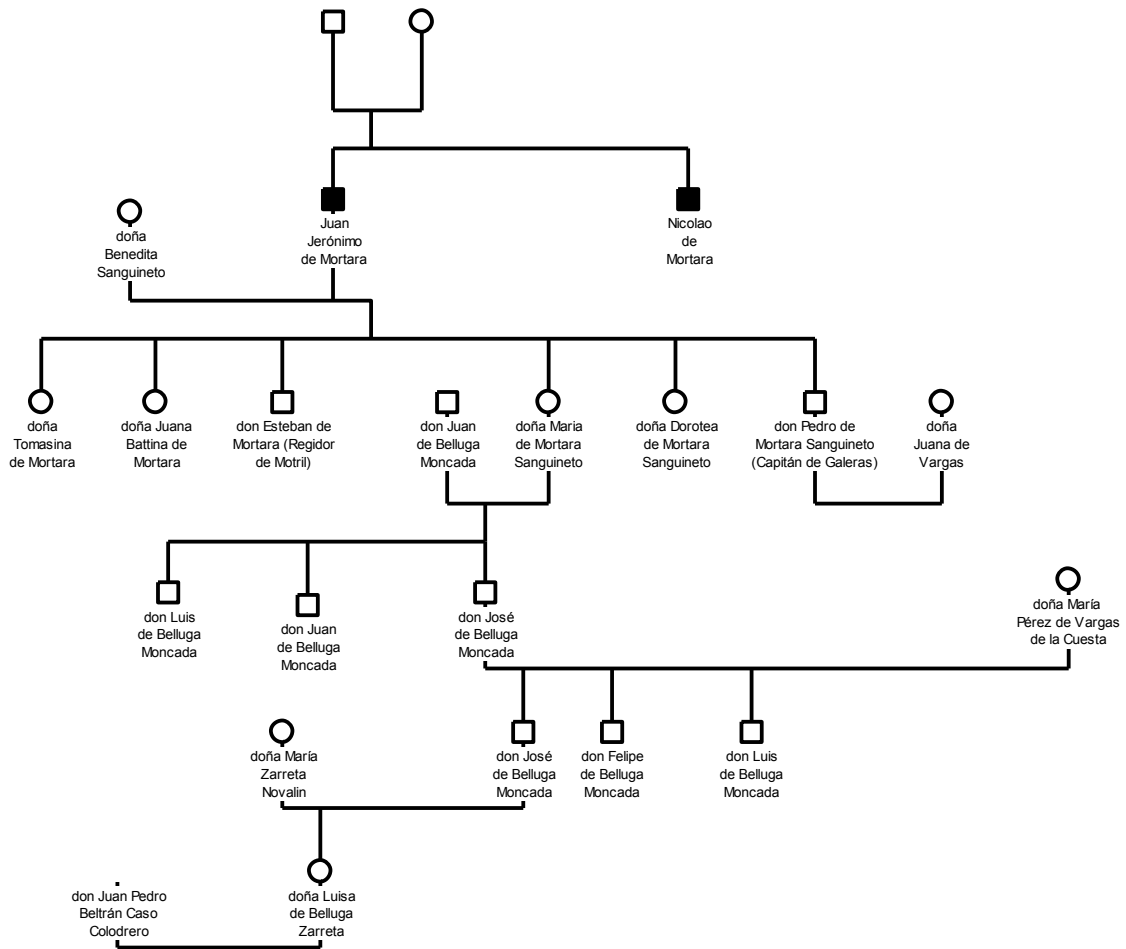 Juan
Jerónimo
de Mortara
Nicolao
de
Mortara
doña
Benedita
Sanguineto
doña
Tomasina
de Mortara
doña Juana
Battina de
Mortara
don Esteban de
Mortara (Regidor
de Motril)
don Juan
de Belluga
Moncada
doña Maria
de Mortara
Sanguineto
doña Dorotea
de Mortara
Sanguineto
don Pedro de
Mortara Sanguineto
(Capitán de Galeras)
doña
Juana de
Vargas
don Luis
de Belluga
Moncada
don Juan
de Belluga
Moncada
don José
de Belluga
Moncada
doña María
Pérez de Vargas
de la Cuesta
doña María
Zarreta
Novalin
don José
de Belluga
Moncada
don Felipe
de Belluga
Moncada
don Luis
de Belluga
Moncada
don Juan Pedro
Beltrán Caso
Colodrero
doña Luisa
de Belluga
Zarreta